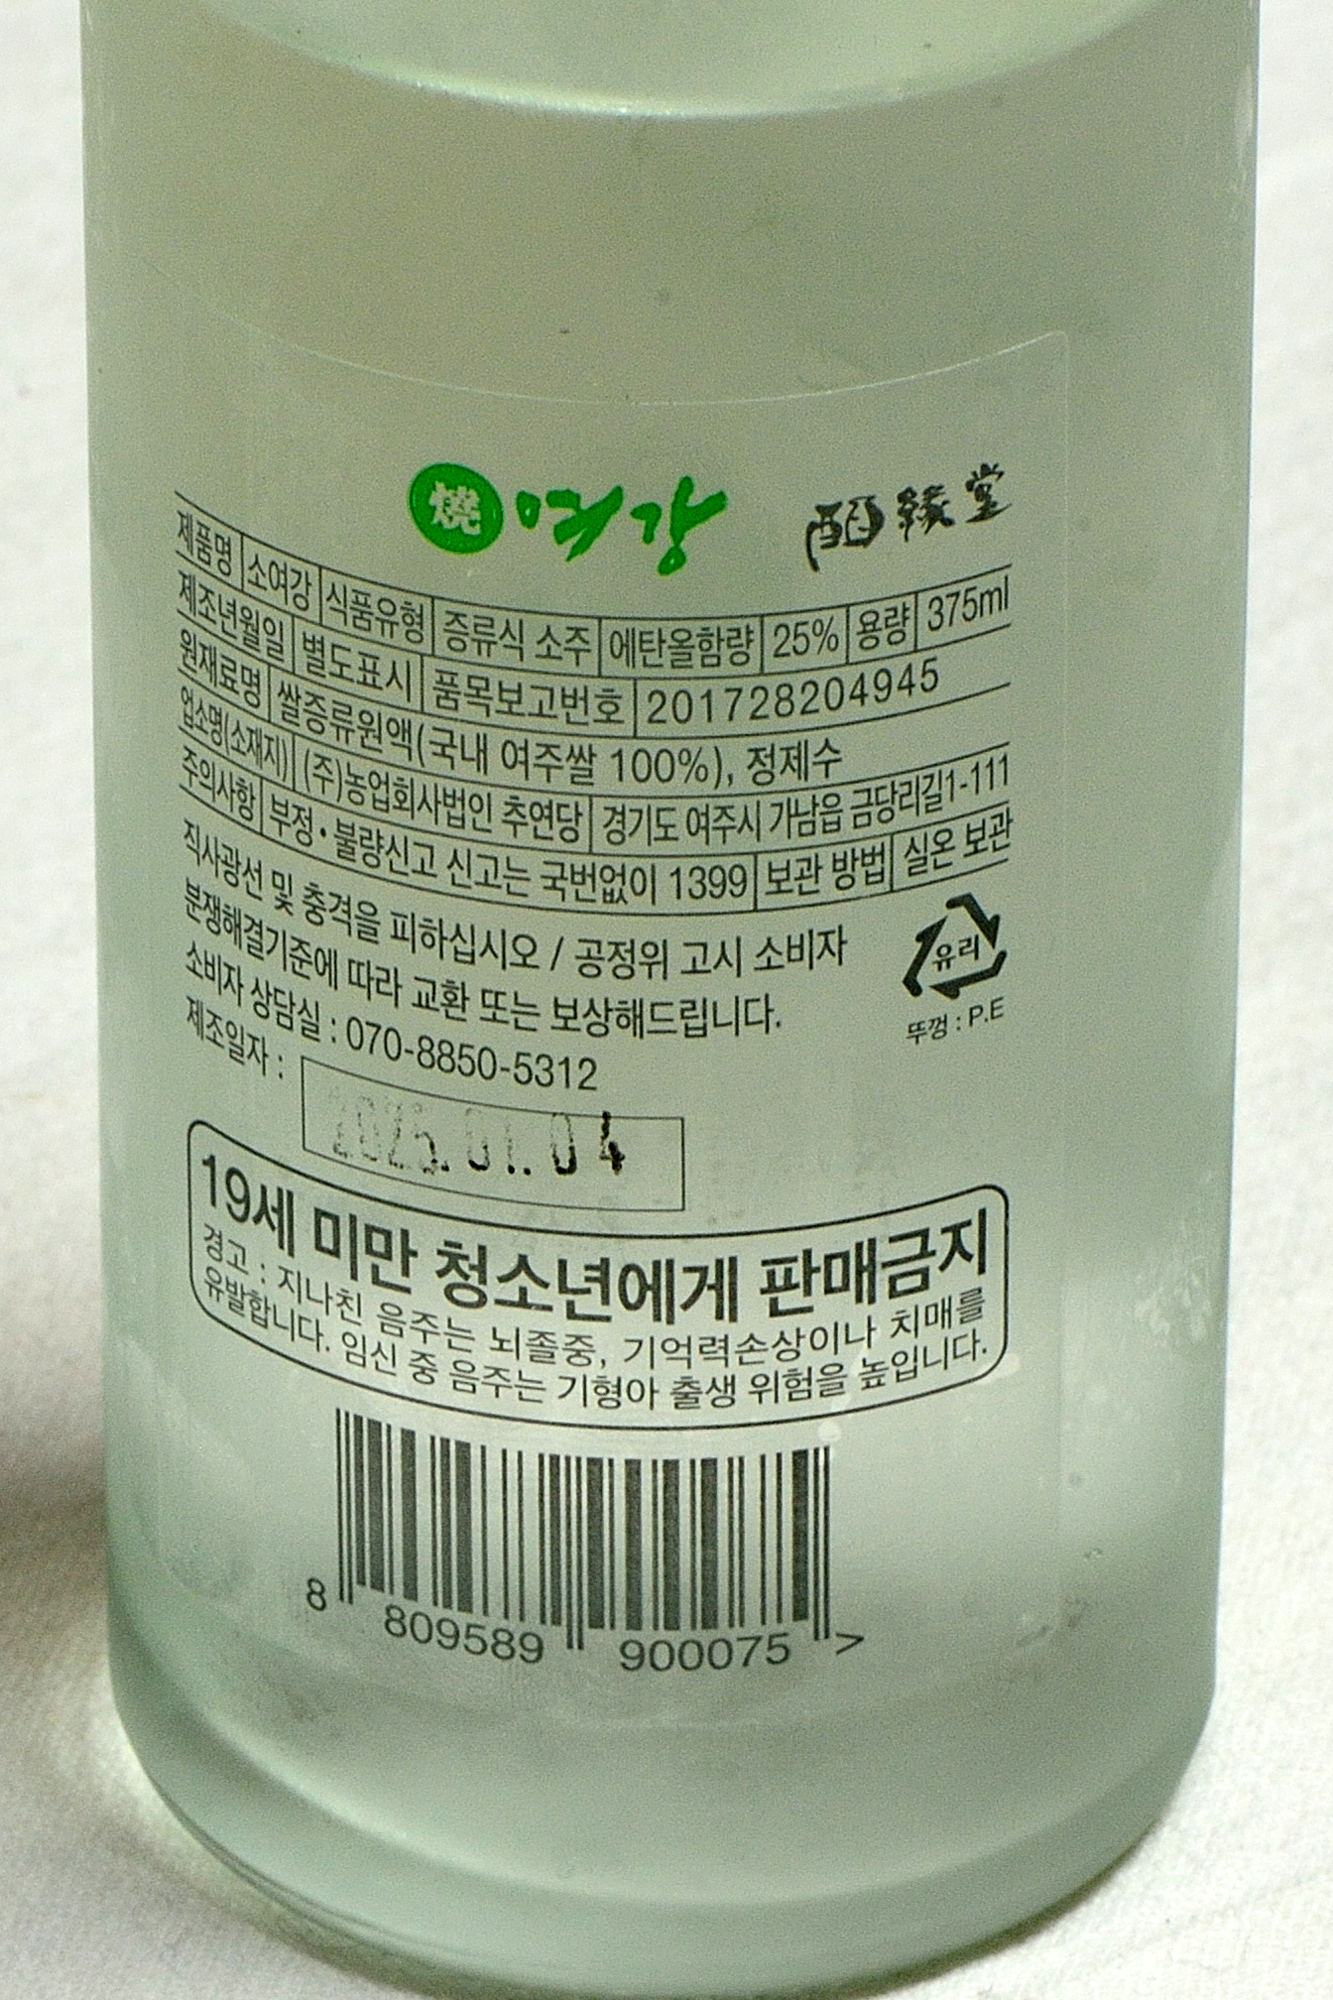 燒 여강 酋緣堂
제품명 소여강 식품유형 증류식 소주 에탄올함량 25% 용량 375ml
제조년월일 별도표시 품목보고번호 201728204945
원재료명 쌀증류원액(국내 여주쌀 100%), 정제수
업소명(소재지) (주)농업회사법인 추연당 경기도 여주시 가남읍 금당리길1-111
주의사항 부정·불량신고 신고는 국번없이 1399 보관 방법 실온 보관
직사광선 및 충격을 피하십시오 / 공정위 고시 소비자
분쟁해결기준에 따라 교환 또는 보상해드립니다.
소비자 상담실 : 070-8850-5312
유리
뚜껑 : P.E
제조일자 :
2025.01.04
19세 미만 청소년에게 판매금지
경고 : 지나친 음주는 뇌졸중, 기억력손상이나 치매를
유발합니다. 임신 중 음주는 기형아 출생 위험을 높입니다.
8 809589 900075 >